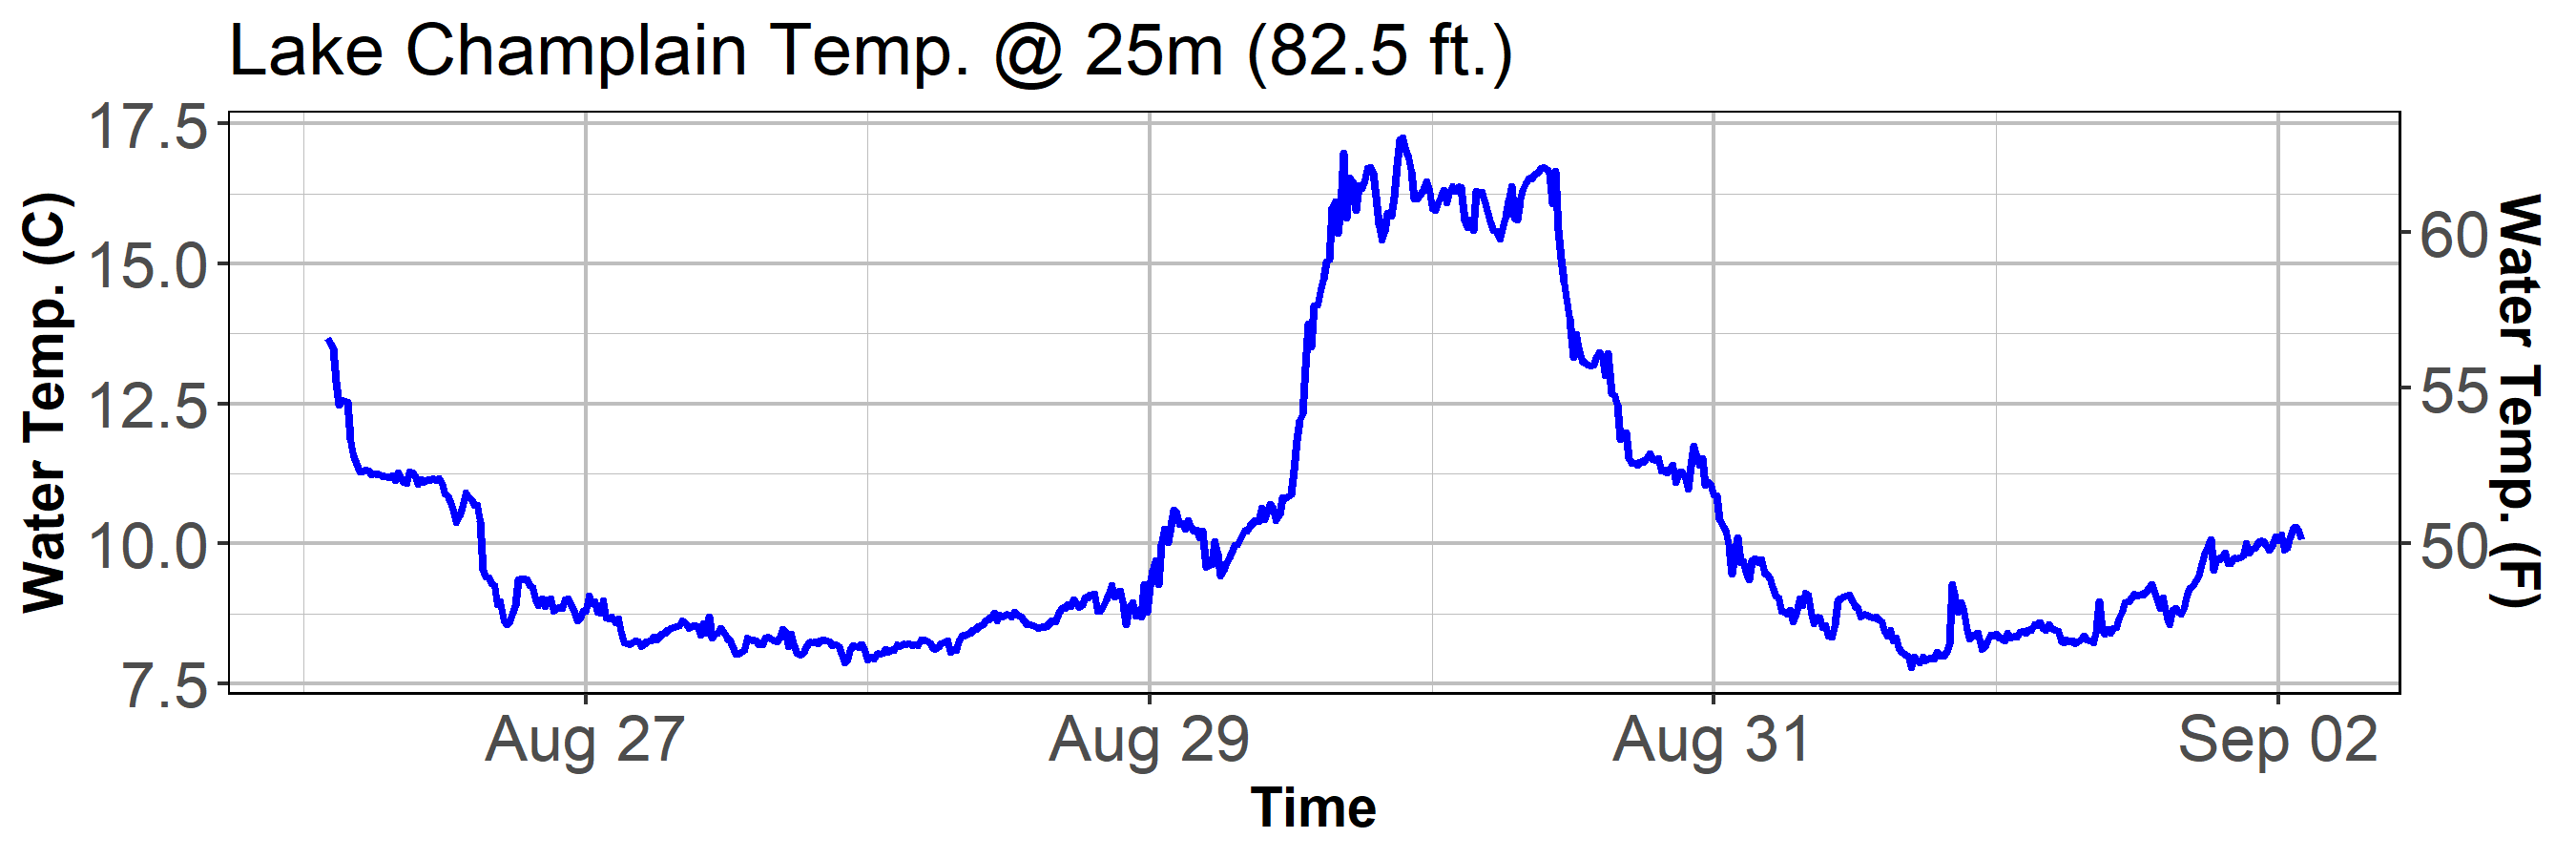 Lake Champlain Temp. @ 25m (82.5 ft.)
Water Temp. (C)
17.5
15.0
12.5
10.0
7.5
60
55
50
Water Temp. (F)
Aug 27
Aug 29
Aug 31
Sep 02
Time